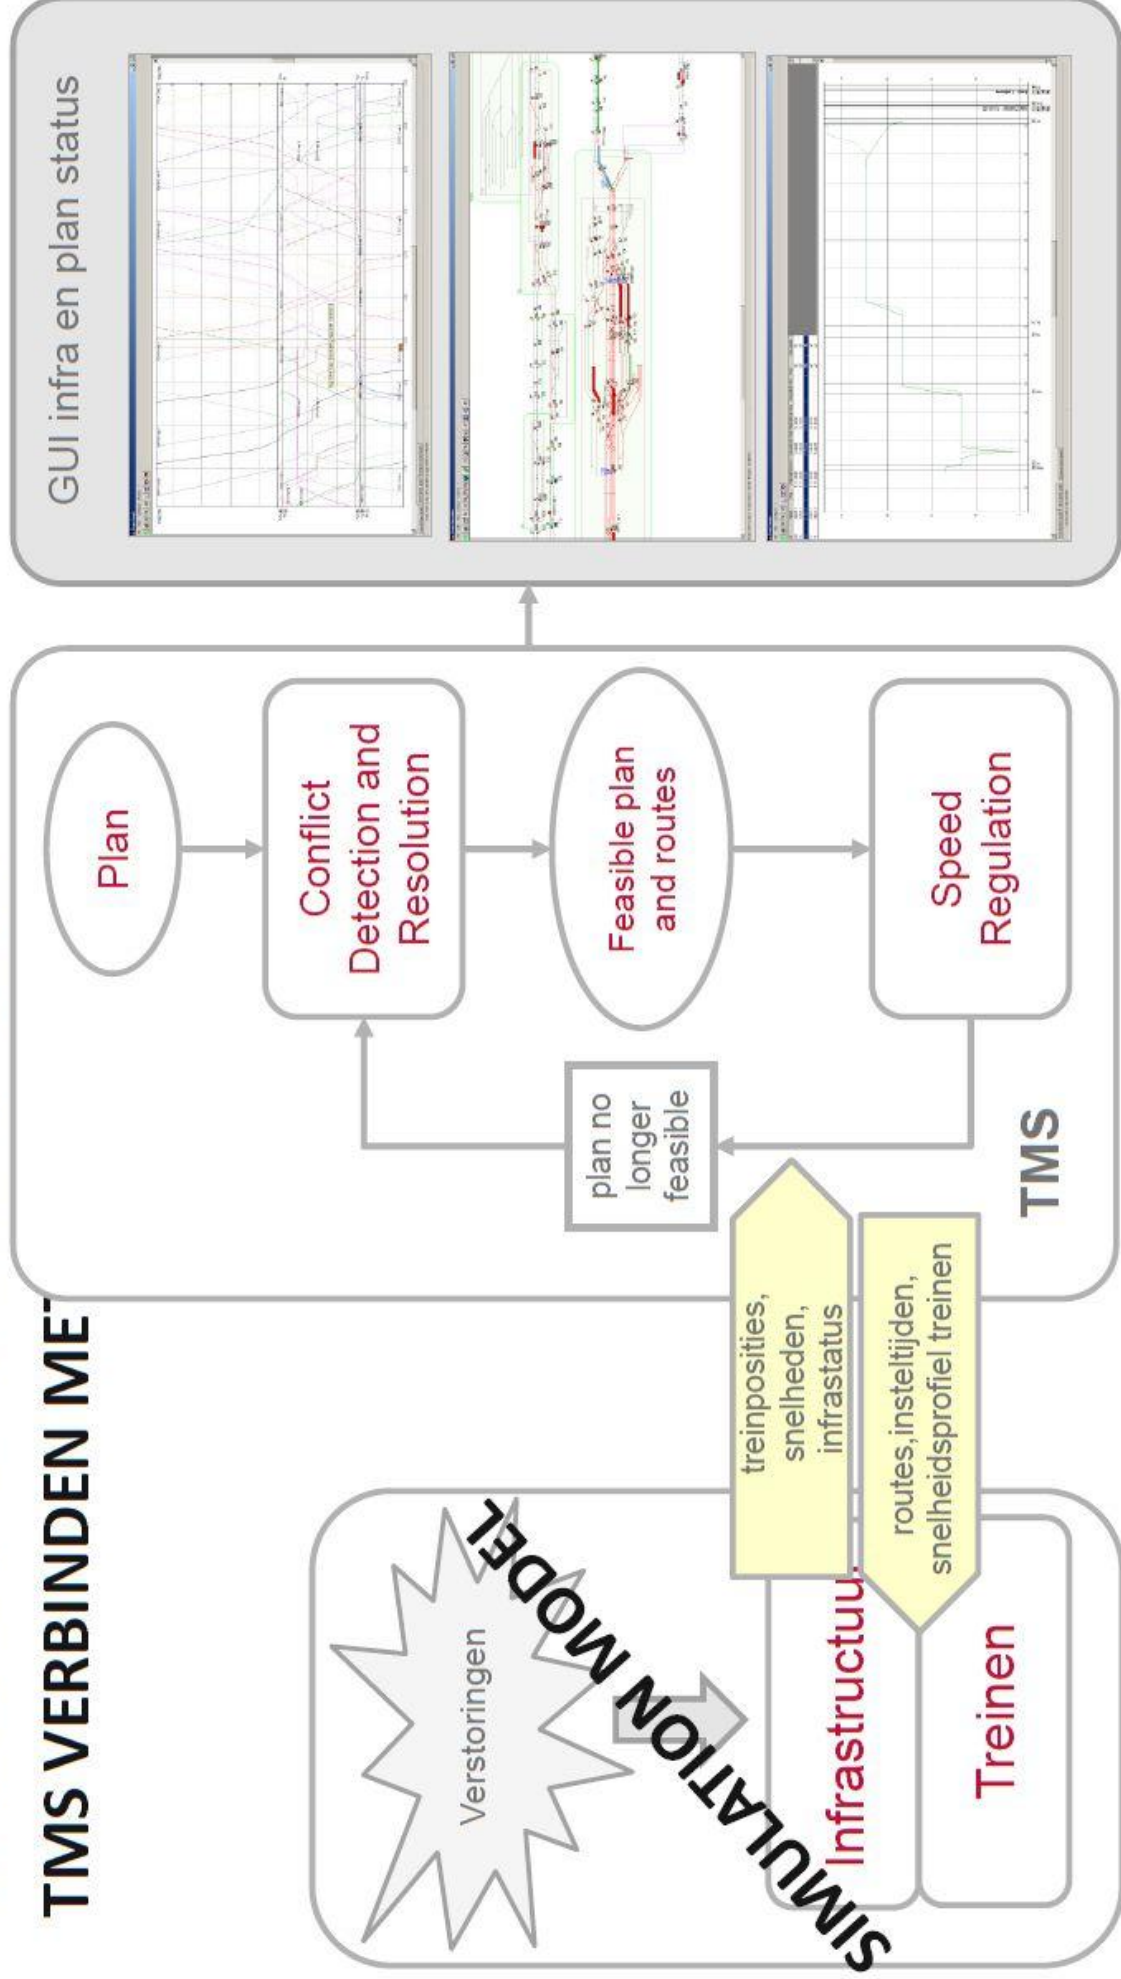 TMS VERBINDEN MET
Verstoringen
SIMULATION MODEL
Infrastructuu
Treinen
treinposities,
snelheden,
infrastatus
routes,insteltijden,
snelheidsprofiel treinen
Plan
Conflict
Detection and
Resolution
Feasible plan
and routes
Speed
Regulation
plan no
longer
feasible
TMS
GUI infra en plan status